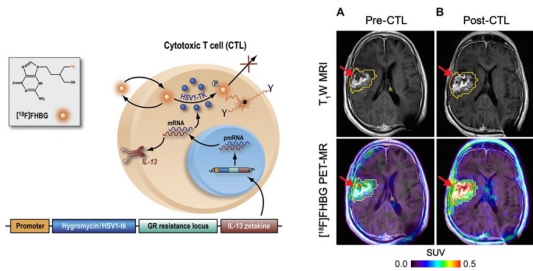 A
B
Pre-CTL
Post-CTL
Cytotoxic T cell (CTL)
[18F]FHBG
HSV1-TK
P
Y
Y
mRNA
pmRNA
IL-13
T1W MRI
[18F]FHBG PET-MR
Promoter
Hygromycin/HSV1-tk
GR resistance locus
IL-13 zetakine
SUV
0.0
0.5